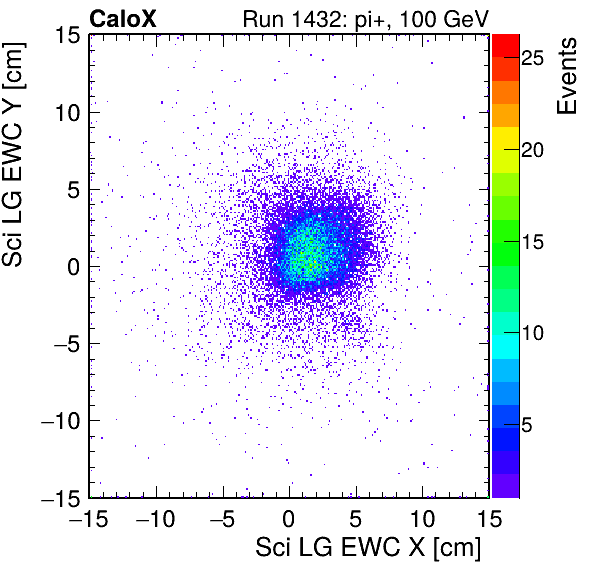 CaloX Run 1432: pi+, 100 GeV
Sci LG EWC Y [cm]
15
10
5
0
−5
−10
−15
−15 −10 −5 0 5 10 15
Sci LG EWC X [cm]
Events
25
20
15
10
5